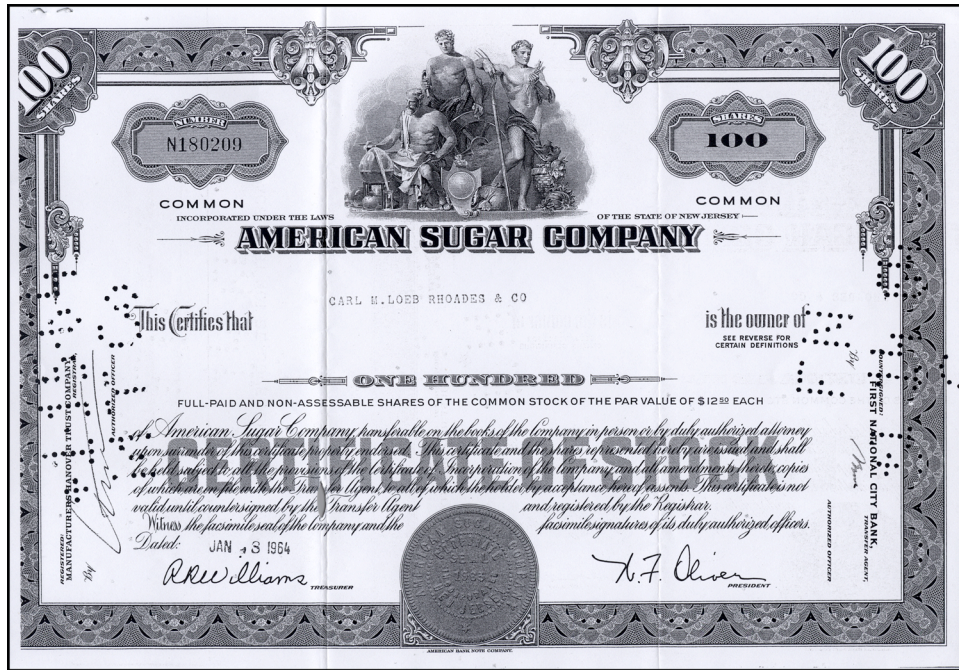 100
SHARES
100
SHARES
NUMBER
N180209
SHARES
100
COMMON
COMMON
INCORPORATED UNDER THE LAWS
OF THE STATE OF NEW JERSEY
AMERICAN SUGAR COMPANY
CARL M.LOEB RHOADES & CO
This Certifies that
is the owner of
SEE REVERSE FOR
CERTAIN DEFINITIONS
ONE HUNDRED
FULL-PAID AND NON-ASSESSABLE SHARES OF THE COMMON STOCK OF THE PAR VALUE OF $12.50 EACH
CERTIFICATE OF STOCK
of American Sugar Company, transferable on the books of the Company in person or by duly authorized attorney
upon surrender of this certificate properly endorsed. This certificate and the shares represented hereby are issued and shall
be held subject to all the provisions of the Certificate of Incorporation of the Company and all amendments thereto, copies
of which are on file with the Transfer Agent, to all of which the holder by acceptance hereof assents. This certificate is not
valid until countersigned by the Transfer Agent and registered by the Registrar.
Witness the facsimile seal of the Company and the facsimile signatures of its duly authorized officers.
Dated: JAN 3 1964
TREASURER
N.F. Oliver
PRESIDENT
REGISTERED:
MANUFACTURERS HANOVER TRUST COMPANY,
REGISTRAR,
By
AUTHORIZED OFFICER
COUNTERSIGNED:
FIRST NATIONAL CITY BANK,
TRANSFER AGENT,
By
AUTHORIZED OFFICER
AMERICAN BANK NOTE COMPANY.